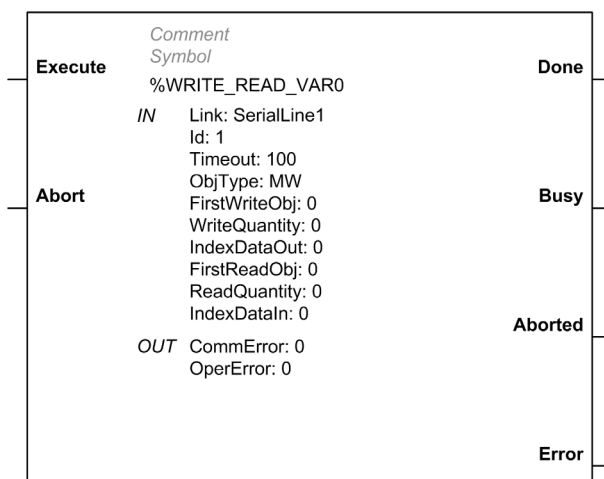 Comment
Symbol
Execute
Done
%WRITE_READ_VAR0
IN Link: SerialLine1
Id: 1
Timeout: 100
ObjType: MW
Abort
Busy
FirstWriteObj: 0
WriteQuantity: 0
IndexDataOut: 0
FirstReadObj: 0
ReadQuantity: 0
IndexDataIn: 0
Aborted
OUT CommError: 0
OperError: 0
Error